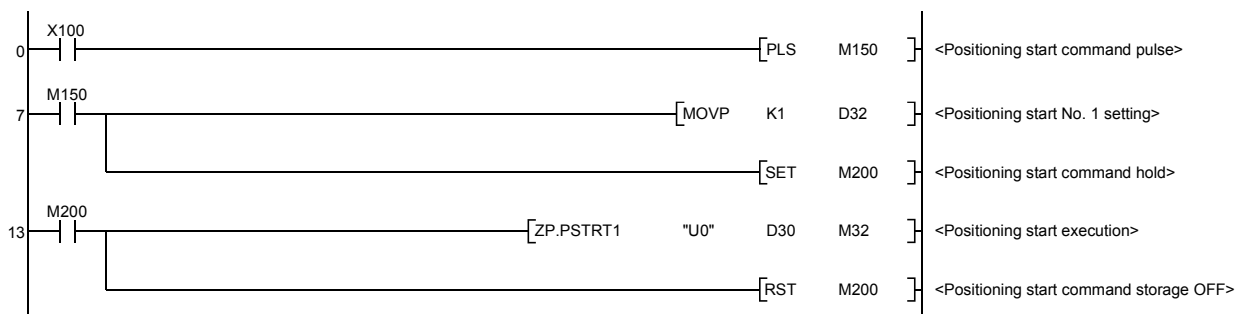 X100
0 [PLS M150 ] <Positioning start command pulse>
M150
7 [MOVP K1 D32 ] <Positioning start No. 1 setting>
[SET M200 ] <Positioning start command hold>
M200
13 [ZP.PSTRT1 "U0" D30 M32 ] <Positioning start execution>
[RST M200 ] <Positioning start command storage OFF>